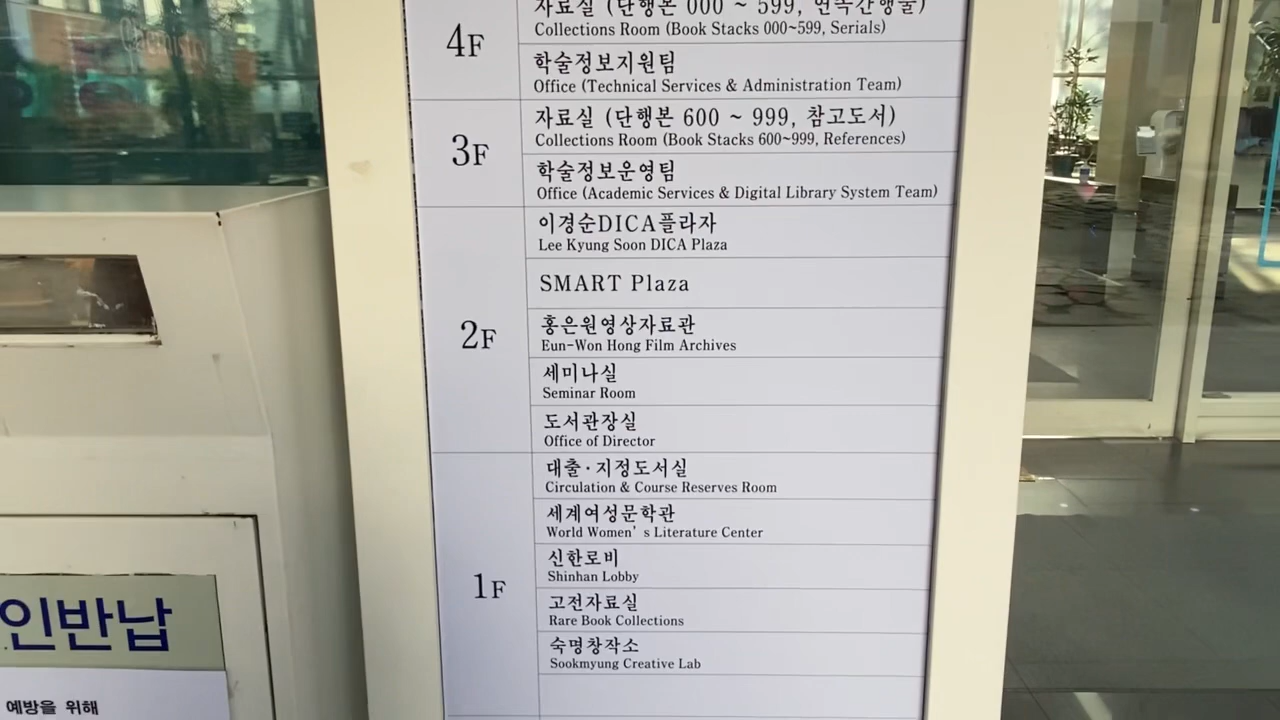 Chemistry
4F
자료실 (단행본 000 ~ 599, 연속간행물)
Collections Room (Book Stacks 000~599, Serials)
학술정보지원팀
Office (Technical Services & Administration Team)
3F
자료실 (단행본 600 ~ 999, 참고도서)
Collections Room (Book Stacks 600~999, References)
학술정보운영팀
Office (Academic Services & Digital Library System Team)
2F
이경순DICA플라자
Lee Kyung Soon DICA Plaza
SMART Plaza
홍은원영상자료관
Eun-Won Hong Film Archives
세미나실
Seminar Room
도서관장실
Office of Director
1F
대출·지정도서실
Circulation & Course Reserves Room
세계여성문학관
World Women's Literature Center
신한로비
Shinhan Lobby
고전자료실
Rare Book Collections
숙명창작소
Sookmyung Creative Lab
인반납
예방을 위해